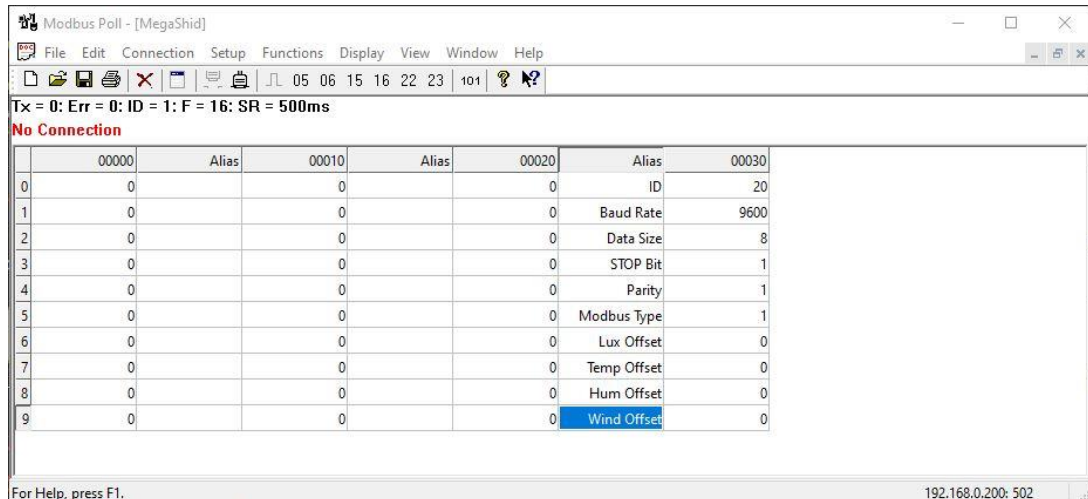 Modbus Poll - [MegaShid]
File Edit Connection Setup Functions Display View Window Help
05 06 15 16 22 23 101
Tx = 0: Err = 0: ID = 1: F = 16: SR = 500ms
No Connection
00000 Alias 00010 Alias 00020 Alias 00030
0 0 0 0 ID 20
1 0 0 0 Baud Rate 9600
2 0 0 0 Data Size 8
3 0 0 0 STOP Bit 1
4 0 0 0 Parity 1
5 0 0 0 Modbus Type 1
6 0 0 0 Lux Offset 0
7 0 0 0 Temp Offset 0
8 0 0 0 Hum Offset 0
9 0 0 0 Wind Offset 0
For Help, press F1. 192.168.0.200: 502